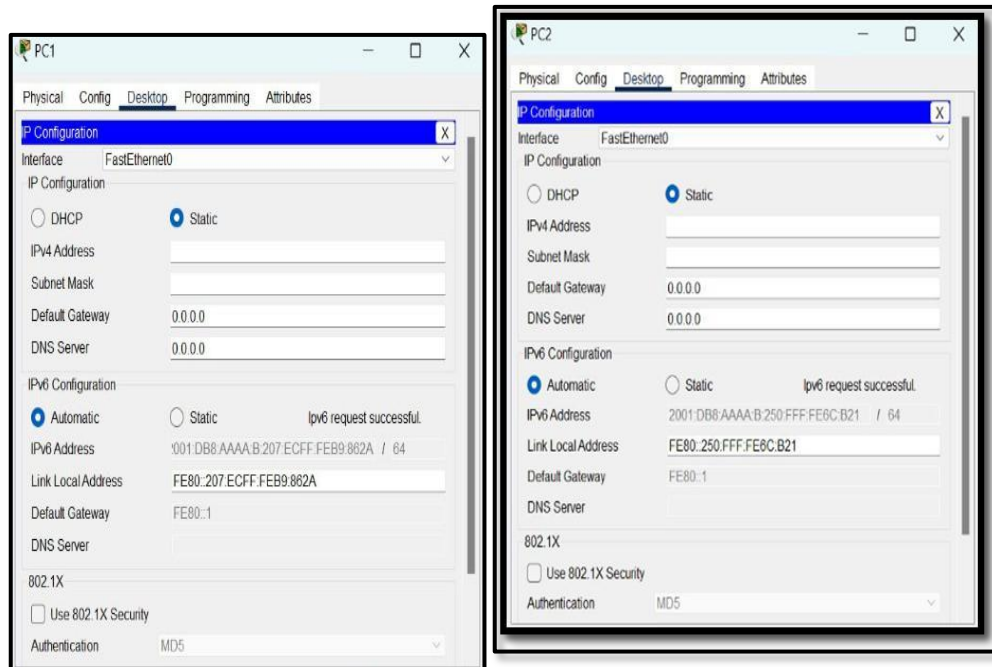 PC1
Physical Config Desktop Programming Attributes
IP Configuration X
Interface FastEthernet0
IP Configuration
DHCP Static
IPv4 Address
Subnet Mask
Default Gateway 0.0.0.0
DNS Server 0.0.0.0
IPv6 Configuration
Automatic Static Ipv6 request successful.
IPv6 Address 001:DB8:AAAA:B:207:ECFF:FEB9:862A / 64
Link Local Address FE80::207:ECFF:FEB9:862A
Default Gateway FE80::1
DNS Server
802.1X
Use 802.1X Security
Authentication MD5
PC2
Physical Config Desktop Programming Attributes
IP Configuration X
Interface FastEthernet0
IP Configuration
DHCP Static
IPv4 Address
Subnet Mask
Default Gateway 0.0.0.0
DNS Server 0.0.0.0
IPv6 Configuration
Automatic Static Ipv6 request successful.
IPv6 Address 2001:DB8:AAAA:B:250:FFF:FE6C:B21 / 64
Link Local Address FE80::250:FFF:FE6C:B21
Default Gateway FE80::1
DNS Server
802.1X
Use 802.1X Security
Authentication MD5